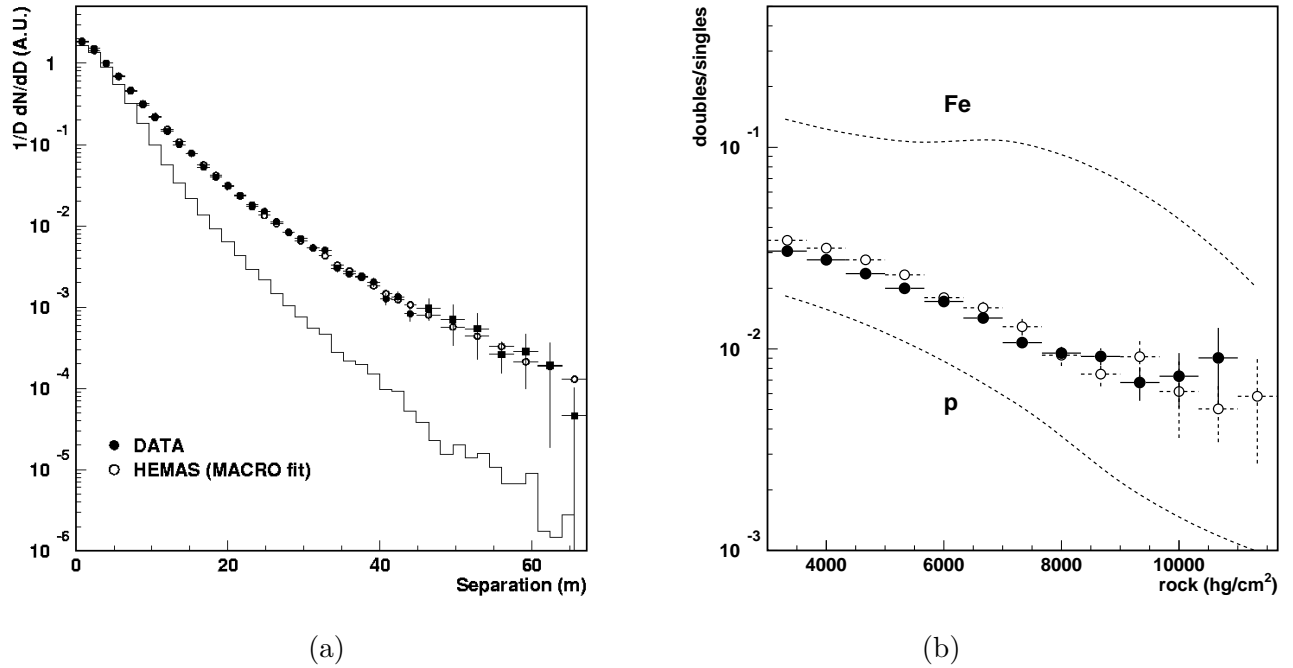 1/D dN/dD (A.U.)
1
10 -1
10 -2
10 -3
10 -4
10 -5
10 -6
DATA
HEMAS (MACRO fit)
0 20 40 60
Separation (m)
(a)
doubles/singles
10 -1
10 -2
10 -3
Fe
p
4000 6000 8000 10000
rock (hg/cm2)
(b)